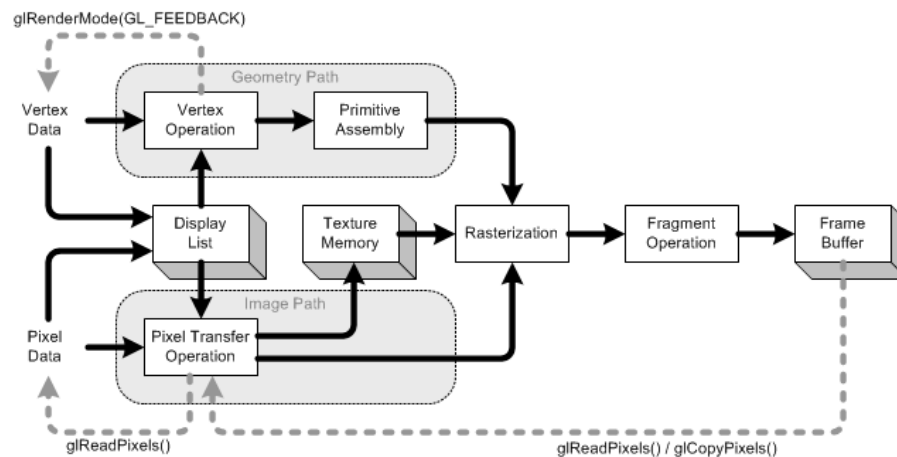 glRenderMode(GL_FEEDBACK)
Geometry Path
Vertex
Data
Vertex
Operation
Primitive
Assembly
Display
List
Texture
Memory
Rasterization
Fragment
Operation
Frame
Buffer
Image Path
Pixel
Data
Pixel Transfer
Operation
glReadPixels()
glReadPixels() / glCopyPixels()